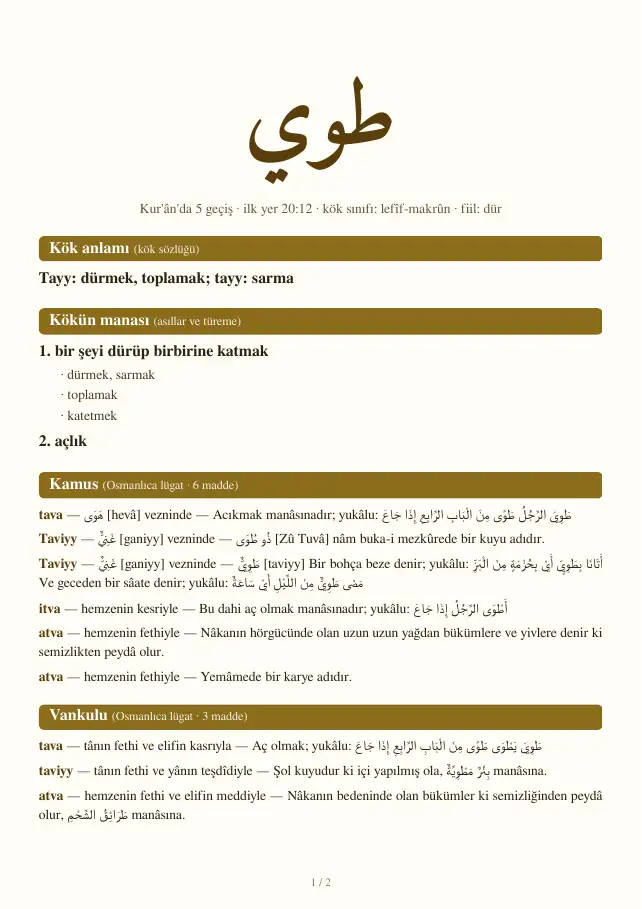 طوي
Kur'ân'da 5 geçiş · ilk yer 20:12 · kök sınıfı: lefîf-makrûn · fiil: dür
Kök anlamı (kök sözlüğü)
Tayy: dürmek, toplamak; tayy: sarma
Kökün manası (asıllar ve türeme)
1. bir şeyi dürüp birbirine katmak
· dürmek, sarmak
· toplamak
· katetmek
2. açlık
Kamus (Osmanlıca lügat · 6 madde)
tava — هَوَى [hevâ] vezninde — Acıkmak manâsınadır; yukâlu: طَوِيَ الرَّجُلُ طَوًى مِنَ الْبَابِ الرَّابِعِ إِذَا جَاعَ
Taviyy — غَنِيٌّ [ganiyy] vezninde — ذُو طُوًى [Zû Tuvâ] nâm buka-i mezkûrede bir kuyu adıdır.
Taviyy — غَنِيٌّ [ganiyy] vezninde — طَوِيٌّ [taviyy] Bir bohça beze denir; yukâlu: أَتَانَا بِطَوِيٍّ أَيْ بِحُزْمَةٍ مِنَ الْبَزِّ
Ve geceden bir sâate denir; yukâlu: مَضَى طَوِيٌّ مِنَ اللَّيْلِ أَيْ سَاعَةٌ
itva — hemzenin kesriyle — Bu dahi aç olmak manâsınadır; yukâlu: أَطْوَى الرَّجُلُ إِذَا جَاعَ
atva — hemzenin fethiyle — Nâkanın hörgücünde olan uzun uzun yağdan bükümlere ve yivlere denir ki
semizlikten peydâ olur.
atva — hemzenin fethiyle — Yemâmede bir karye adıdır.
Vankulu (Osmanlıca lügat · 3 madde)
tava — tânın fethi ve elifin kasrıyla — Aç olmak; yukâlu: طَوِيَ يَطْوَى طَوًى مِنَ الْبَابِ الرَّابِعِ إِذَا جَاعَ
taviyy — tânın fethi ve yânın teşdîdiyle — Şol kuyudur ki içi yapılmış ola, بِئْرٌ مَطْوِيَّةٌ manâsına.
atva — hemzenin fethi ve elifin meddiyle — Nâkanın bedeninde olan bükümler ki semizliğinden peydâ
olur, طَرَائِقُ الشَّحْمِ manâsına.
1 / 2